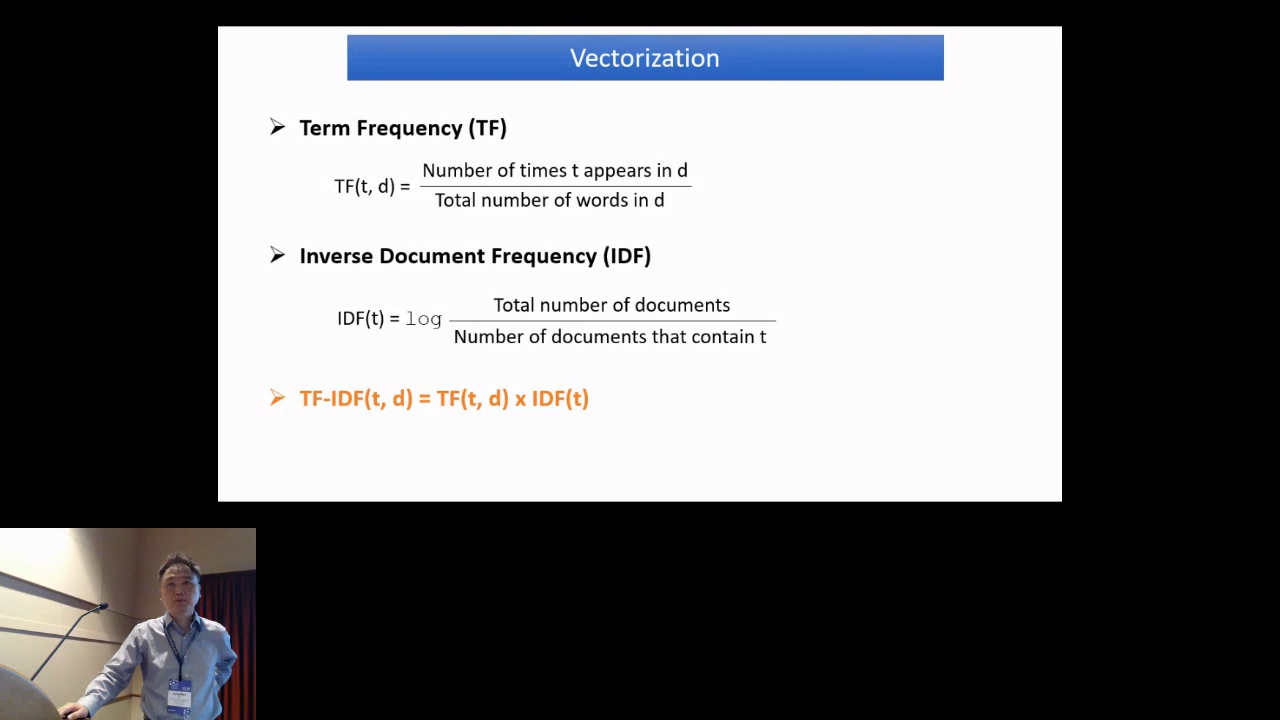 Vectorization
➢ Term Frequency (TF)
TF(t, d) = Number of times t appears in d
Total number of words in d
➢ Inverse Document Frequency (IDF)
IDF(t) = log Total number of documents
Number of documents that contain t
➢ TF-IDF(t, d) = TF(t, d) x IDF(t)